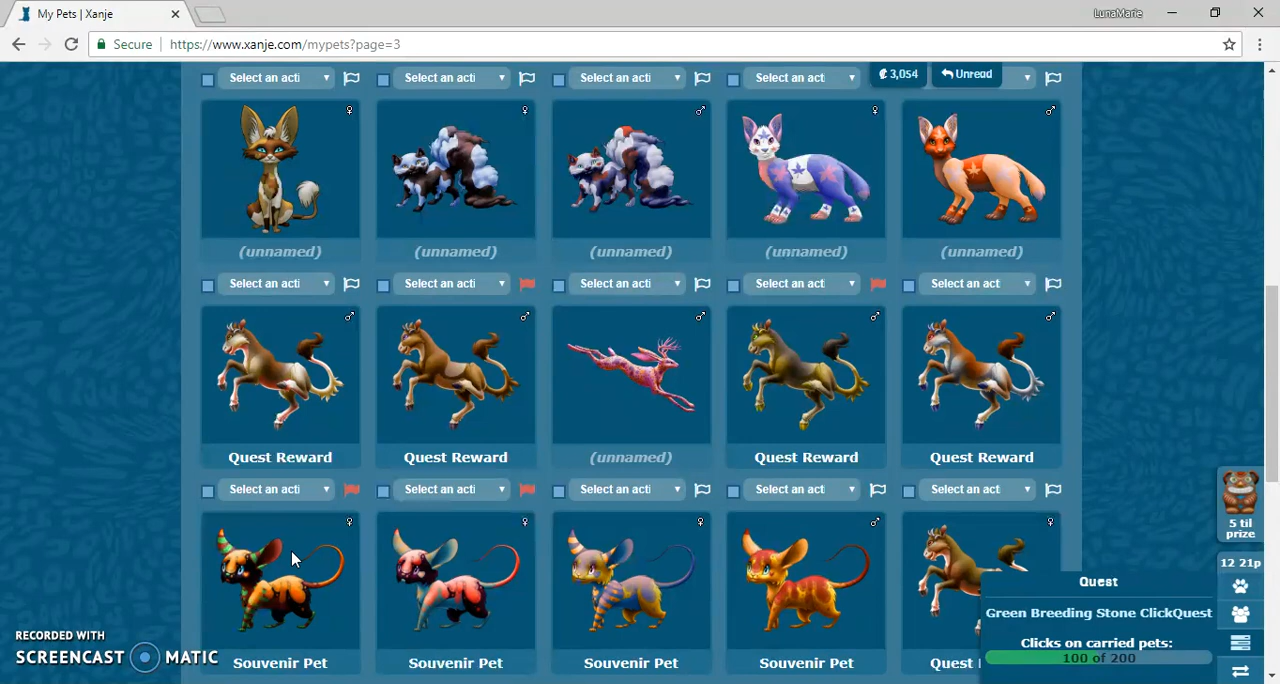 My Pets | Xanje
LunaMarie
Secure
https://www.xanje.com/mypets?page=3
Select an acti Select an acti Select an acti Select an acti
3,054
Unread
(unnamed) (unnamed) (unnamed) (unnamed) (unnamed)
Select an acti Select an acti Select an acti Select an acti Select an acti
Quest Reward Quest Reward (unnamed) Quest Reward Quest Reward
Select an acti Select an acti Select an acti Select an acti Select an acti
5 til
prize
12 21p
Quest
Green Breeding Stone ClickQuest
Clicks on carried pets:
100 of 200
Souvenir Pet Souvenir Pet Souvenir Pet Souvenir Pet Quest
RECORDED WITH
SCREENCAST MATIC